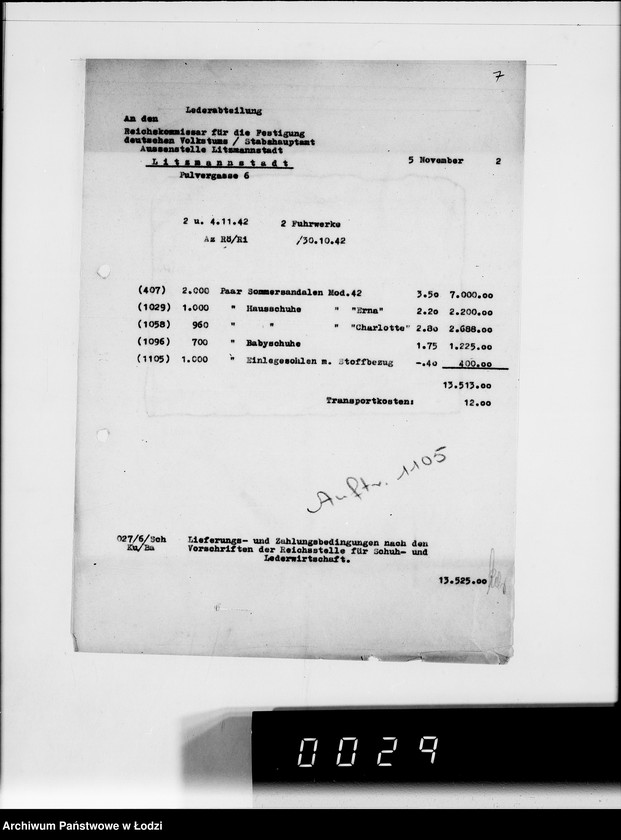 7
Lederabteilung
An den
Reichskommissar für die Festigung
deutschen Volkstums / Stabshauptamt
Aussenstelle Litzmannstadt
Litzmannstadt
5 November 2
Pulvergasse 6
2 u. 4.11.42 2 Fuhrwerke
Az Rö/Ri /30.10.42
(407) 2.000 Paar Sommersandalen Mod.42 3.50 7.000.00
(1029) 1.000 " Hausschuhe " "Erna" 2.20 2.200.00
(1058) 960 " " " "Charlotte" 2.80 2.688.00
(1096) 700 " Babyschuhe 1.75 1.225.00
(1105) 1.000 " Einlegesohlen m. Stoffbezug -.40 400.00
13.513.00
Transportkosten: 12.00
Auftr. 1105
027/6/Sch Lieferungs- und Zahlungsbedingungen nach den
Ku/Ba Vorschriften der Reichsstelle für Schuh- und
Lederwirtschaft.
13.525.00
0029
Archiwum Państwowe w Łodzi